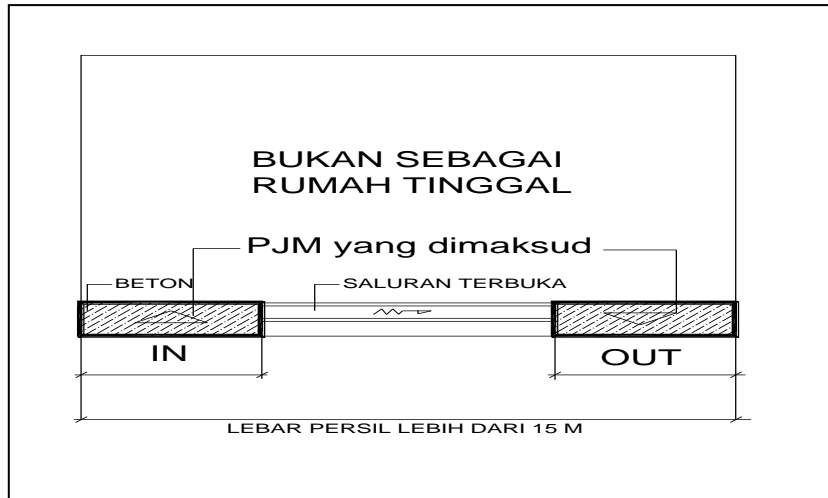 BUKAN SEBAGAI
RUMAH TINGGAL
PJM yang dimaksud
BETON
SALURAN TERBUKA
IN
OUT
LEBAR PERSIL LEBIH DARI 15 M